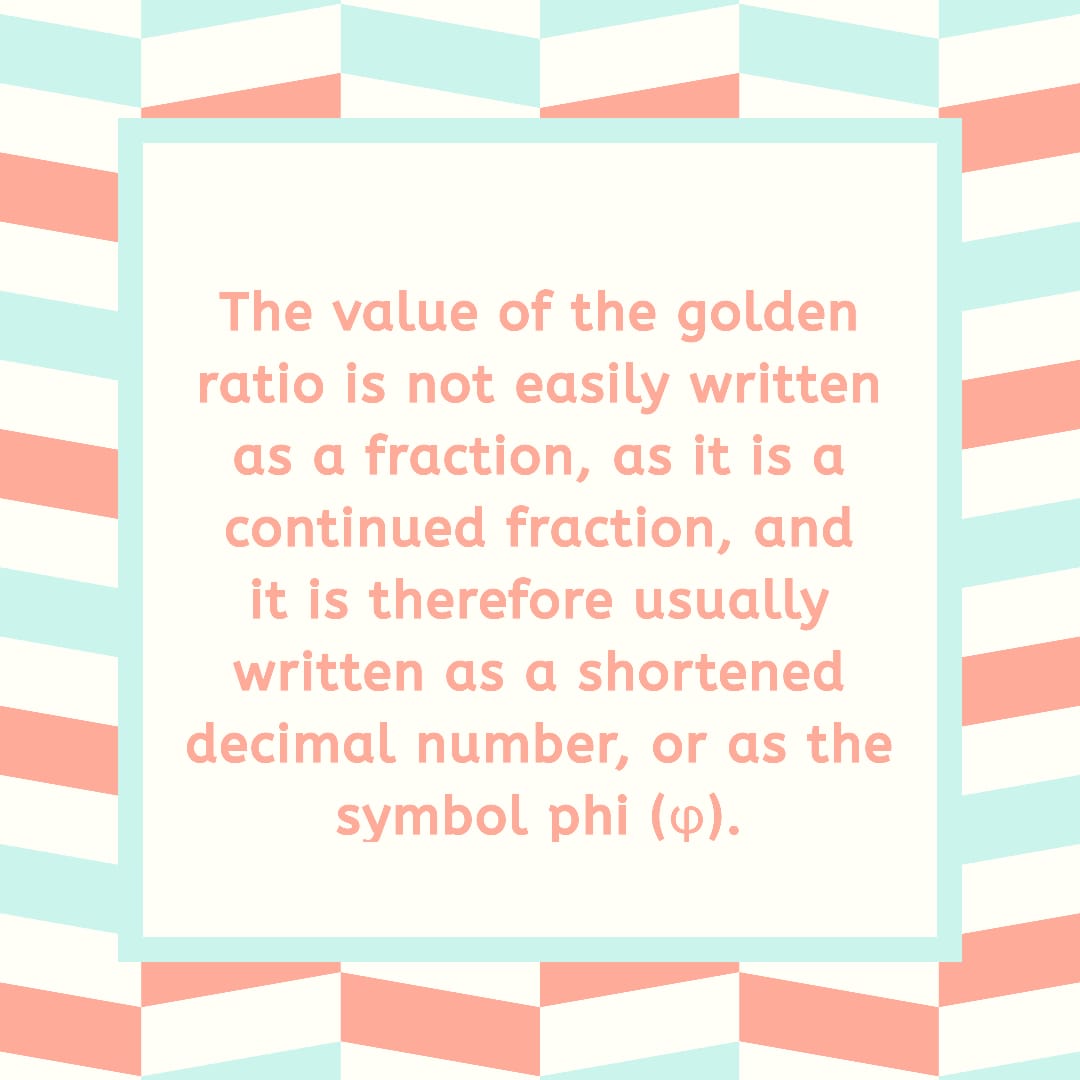 The value of the golden
ratio is not easily written
as a fraction, as it is a
continued fraction, and
it is therefore usually
written as a shortened
decimal number, or as the
symbol phi (φ).